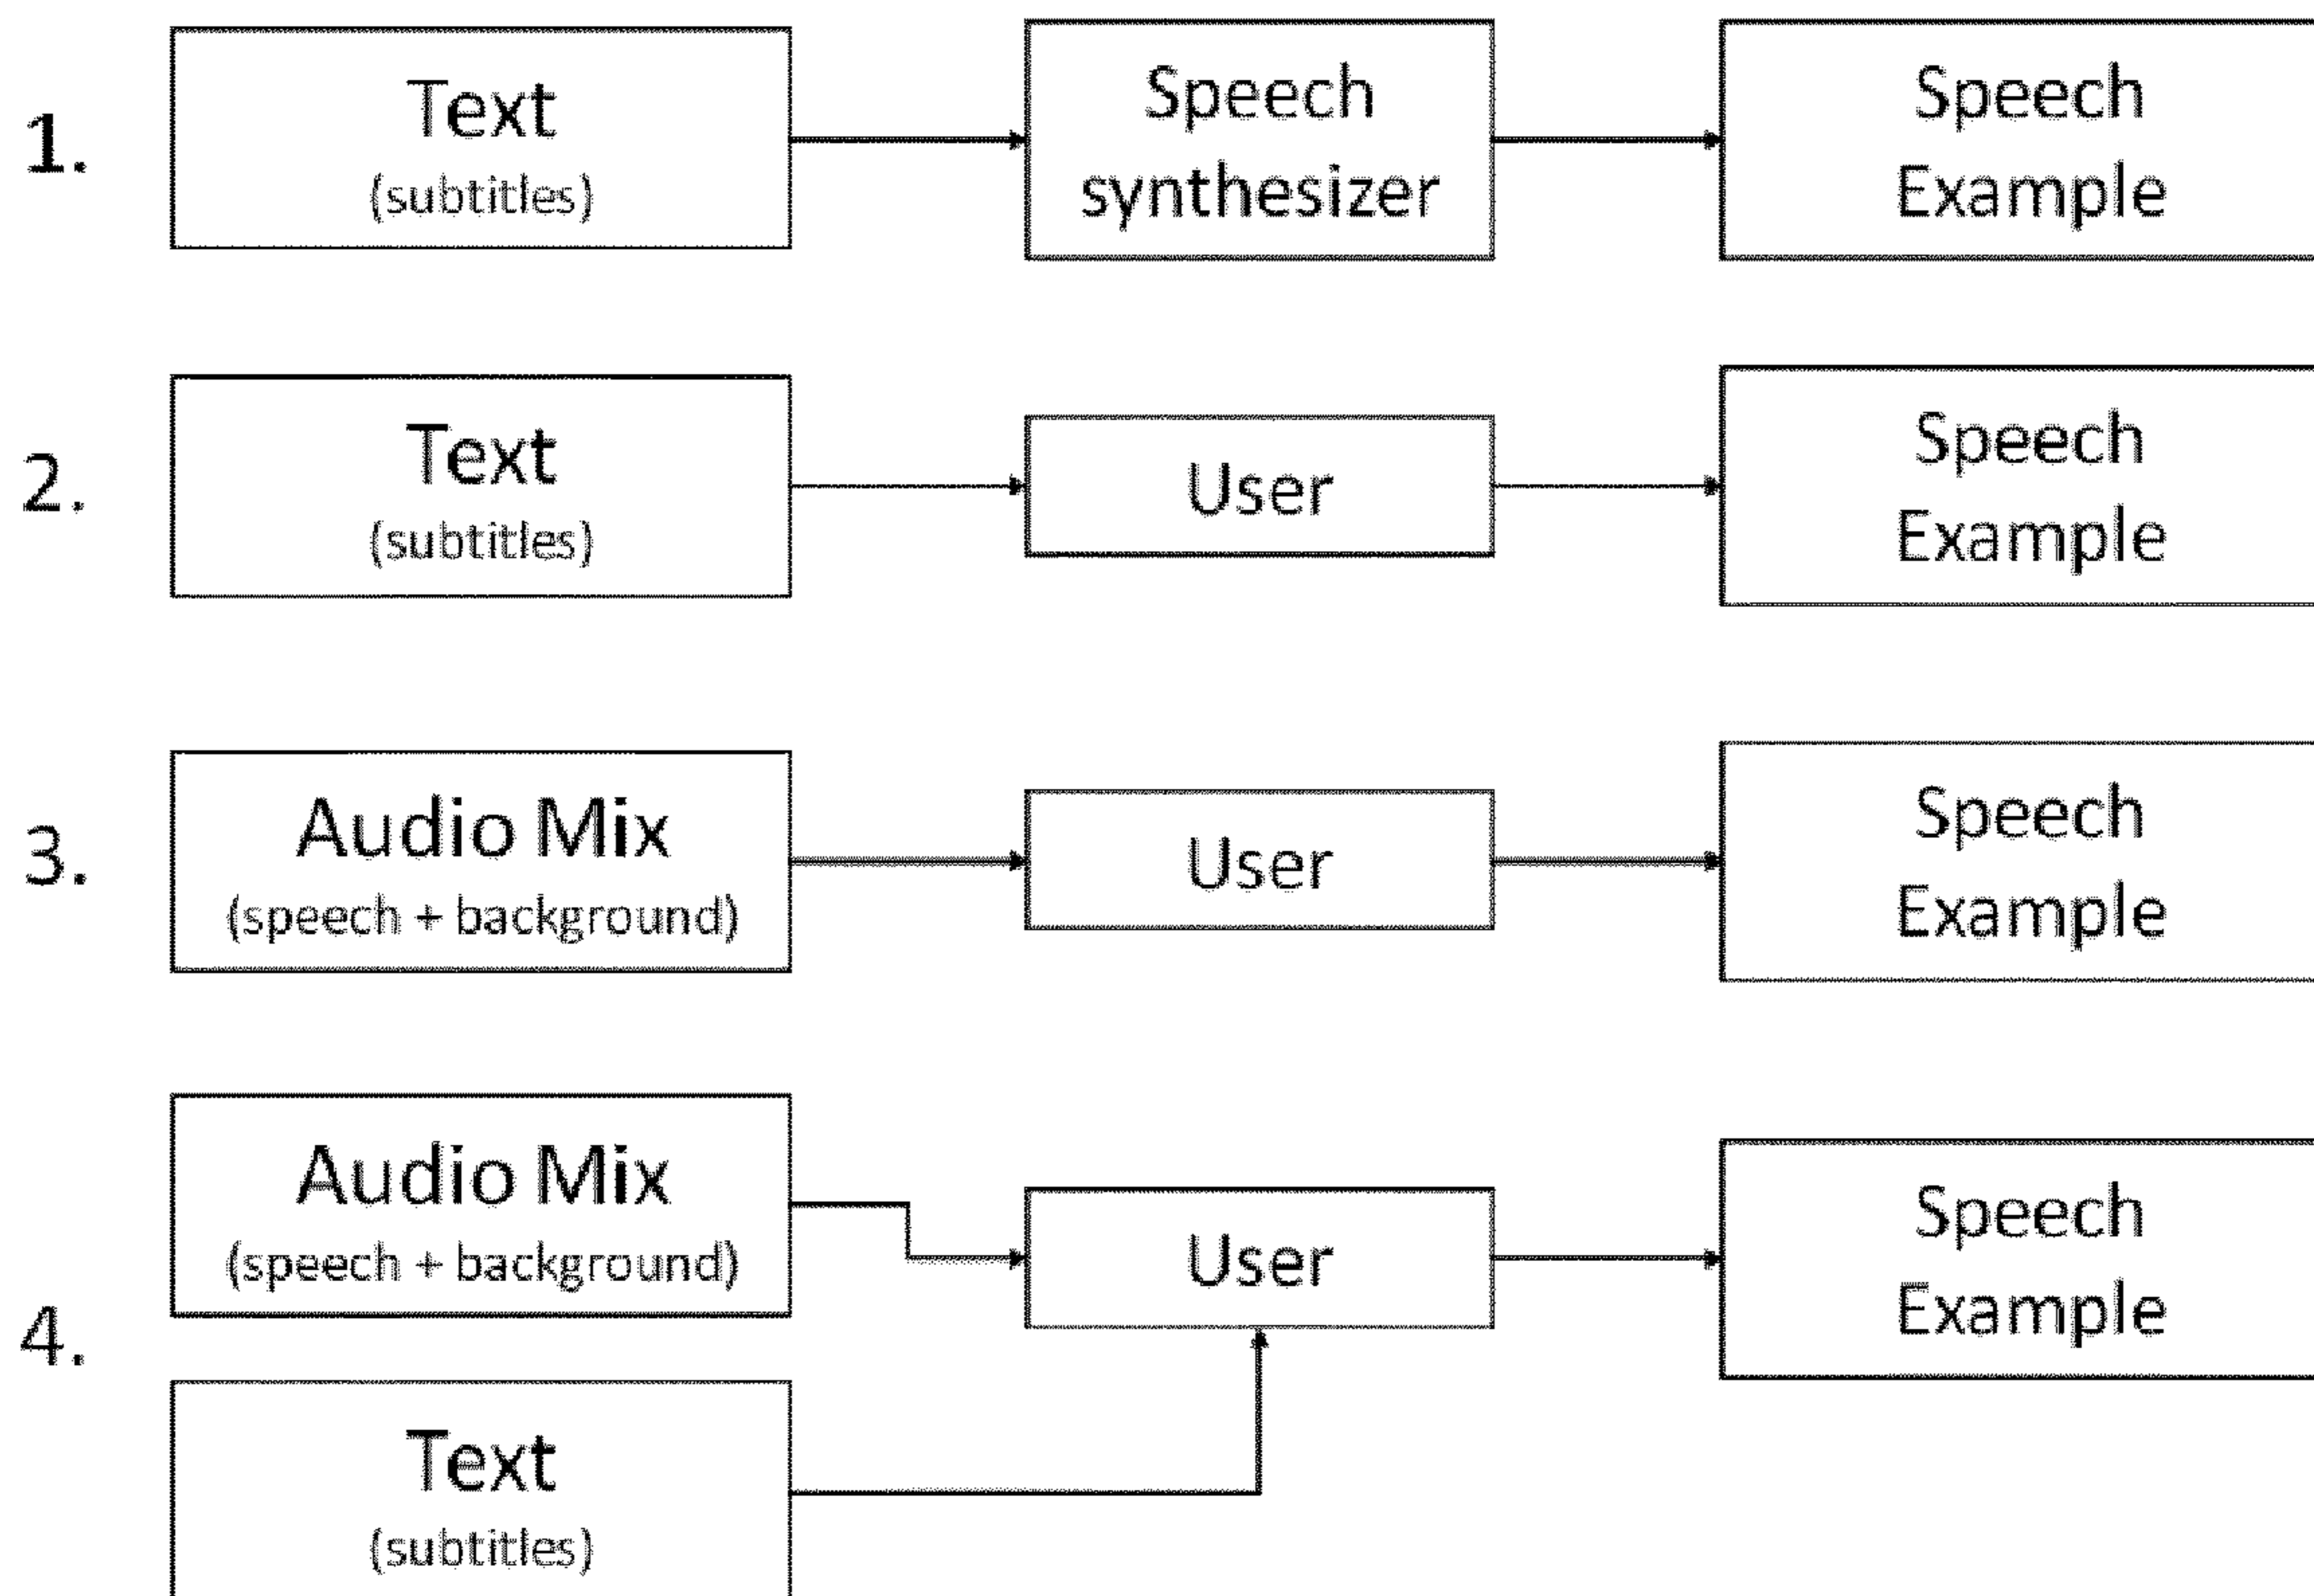 1.
Text
(subtitles)
Speech
synthesizer
Speech
Example
2.
Text
(subtitles)
User
Speech
Example
3.
Audio Mix
(speech + background)
User
Speech
Example
4.
Audio Mix
(speech + background)
User
Speech
Example
Text
(subtitles)